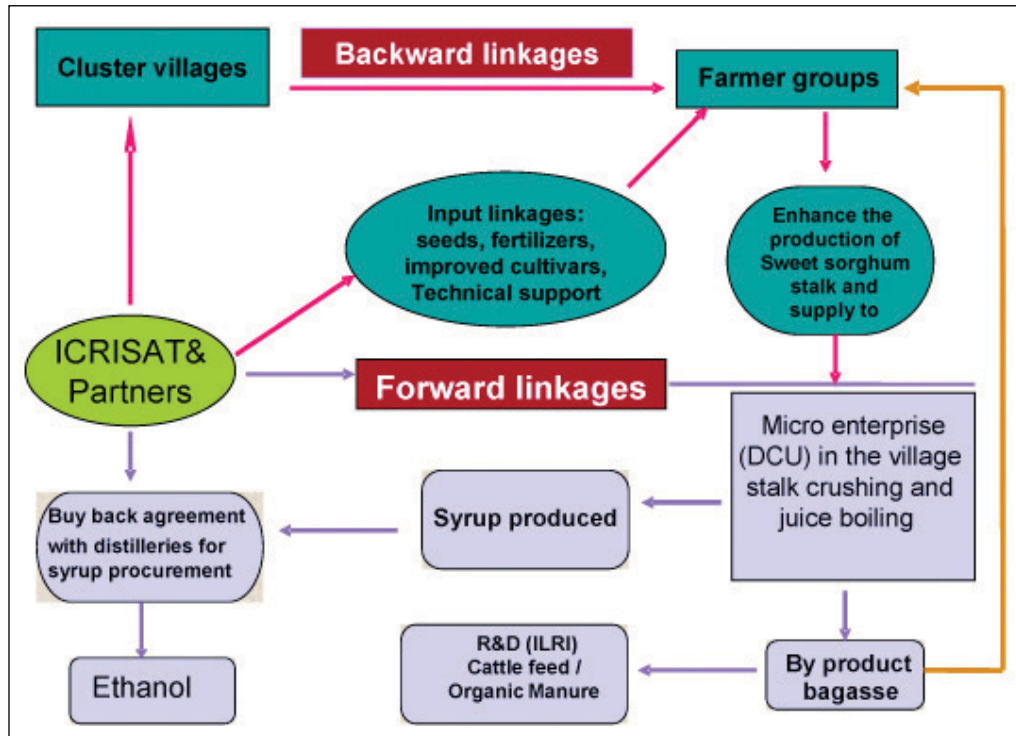 Cluster villages
Backward linkages
Farmer groups
Input linkages:
seeds, fertilizers,
improved cultivars,
Technical support
Enhance the
production of
Sweet sorghum
stalk and
supply to
ICRISAT&
Partners
Forward linkages
Micro enterprise
(DCU) in the village
stalk crushing and
juice boiling
Syrup produced
Buy back agreement
with distilleries for
syrup procurement
R&D (ILRI)
Cattle feed /
Organic Manure
By product
bagasse
Ethanol